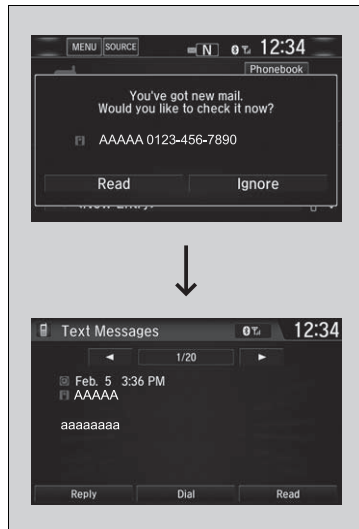 MENU SOURCE N 12:34
Phonebook
You've got new mail.
Would you like to check it now?
AAAAA 0123-456-7890
Read Ignore
Text Messages 12:34
1/20
Feb. 5 3:36 PM
AAAAA
aaaaaaaa
Reply Dial Read